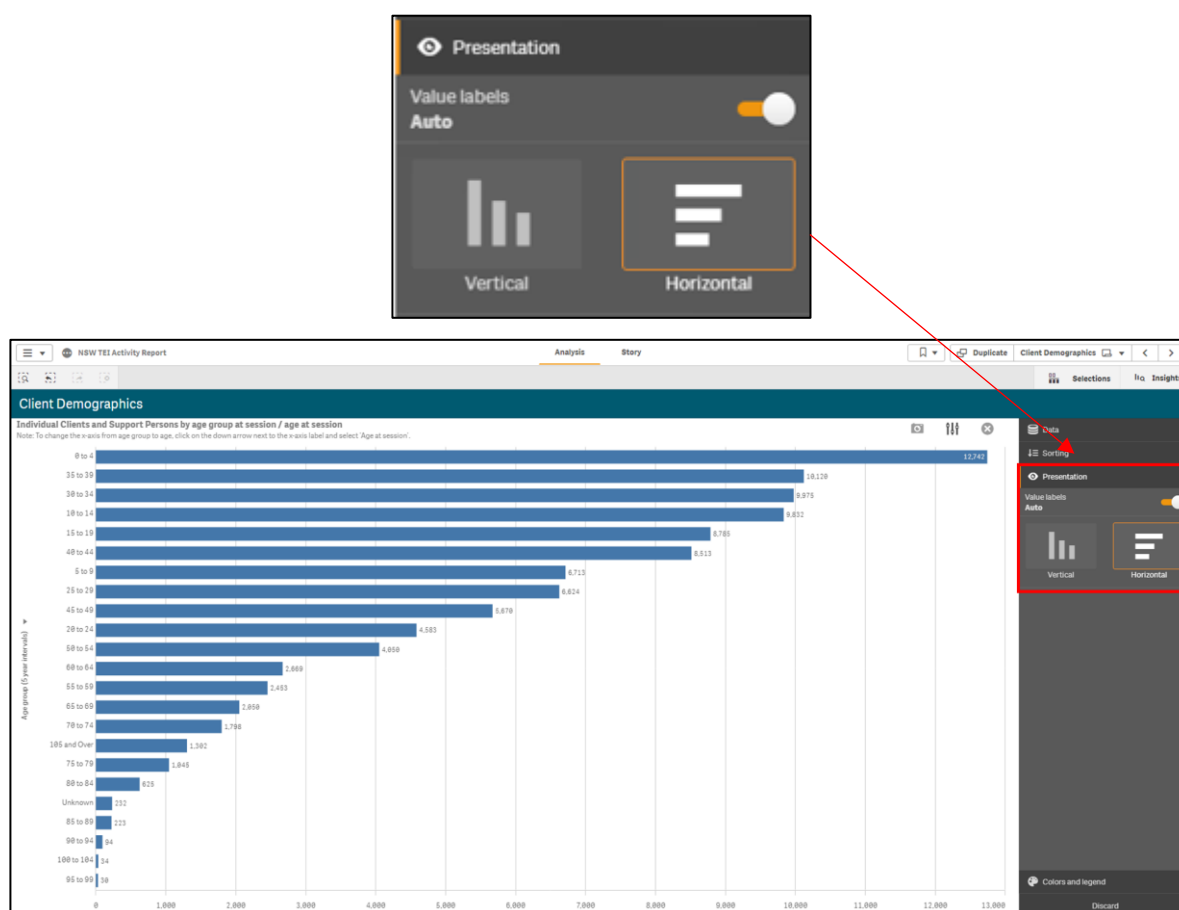 Presentation
Value labels
Auto
Vertical Horizontal
NSW TEI Activity Report Analysis Story Duplicate Client Demographics
Selections Insights
Client Demographics
Individual Clients and Support Persons by age group at session / age at session
Note: To change the x-axis from age group to age, click on the down arrow next to the x-axis label and select 'Age at session'.
Data
Sorting
Presentation
Value labels
Auto
Vertical Horizontal
Age group (5 year intervals)
0 to 4 12,742
35 to 39 10,120
30 to 34 9,975
10 to 14 9,832
15 to 19 8,785
40 to 44 8,513
5 to 9 6,713
25 to 29 6,624
45 to 49 5,670
20 to 24 4,583
50 to 54 4,050
60 to 64
55 to 59 2,453
65 to 69 2,050
70 to 74 1,798
105 and Over 1,302
75 to 79 1,045
80 to 84 625
Unknown 232
85 to 89 223
90 to 94 94
100 to 104 34
95 to 99 30
0 1,000 2,000 3,000 4,000 5,000 6,000 7,000 8,000 9,000 10,000 11,000 12,000 13,000
Colors and legend
Discard